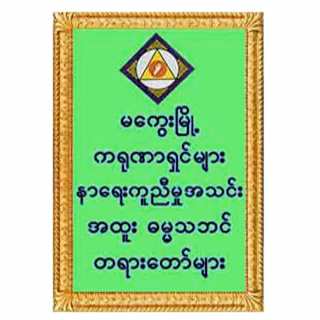 မကွေးမြို့
ကရုဏာရှင်များ
နာရေးကူညီမှုအသင်း
အထူး ဓမ္မသဘင်
တရားတော်များ